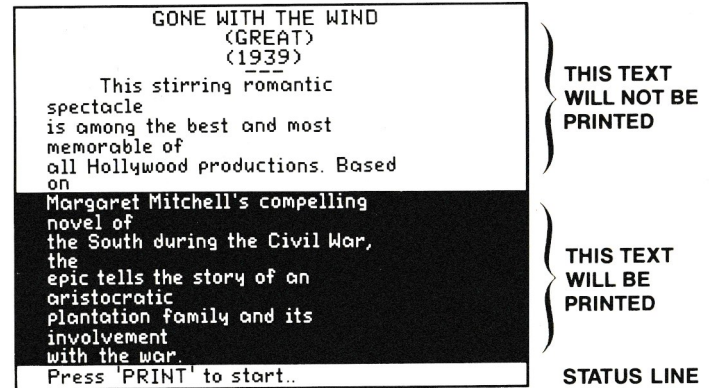 GONE WITH THE WIND
(GREAT)
(1939)
---
This stirring romantic
spectacle
is among the best and most
memorable of
all Hollywood productions. Based
on
Margaret Mitchell's compelling
novel of
the South during the Civil War,
the
epic tells the story of an
aristocratic
plantation family and its
involvement
with the war.
Press 'PRINT' to start..
THIS TEXT
WILL NOT BE
PRINTED
THIS TEXT
WILL BE
PRINTED
STATUS LINE